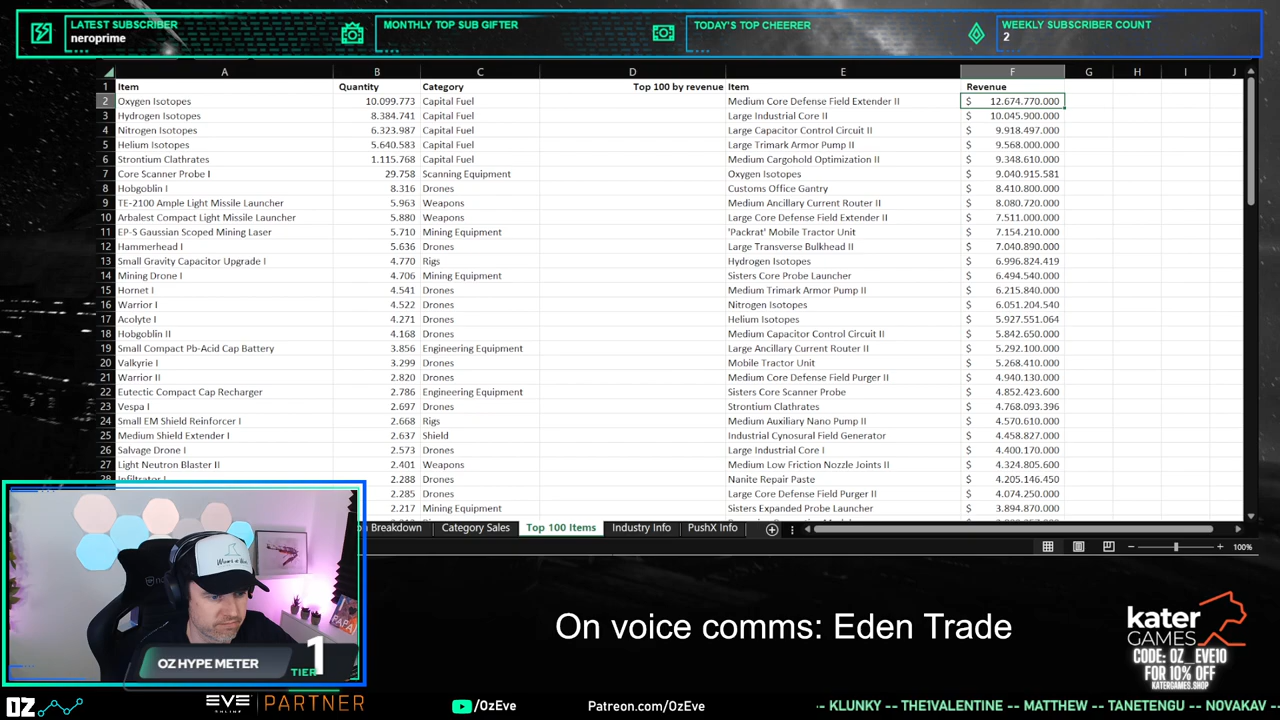 LATEST SUBSCRIBER
neroprime
MONTHLY TOP SUB GIFTER
TODAY'S TOP CHEERER
WEEKLY SUBSCRIBER COUNT
2
A B C D E F G H I J
1 Item Quantity Category Top 100 by revenue Item Revenue
2 Oxygen Isotopes 10.099.773 Capital Fuel Medium Core Defense Field Extender II $ 12.674.770.000
3 Hydrogen Isotopes 8.384.741 Capital Fuel Large Industrial Core II $ 10.045.900.000
4 Nitrogen Isotopes 6.323.987 Capital Fuel Large Capacitor Control Circuit II $ 9.918.497.000
5 Helium Isotopes 5.640.583 Capital Fuel Large Trimark Armor Pump II $ 9.568.000.000
6 Strontium Clathrates 1.115.768 Capital Fuel Medium Cargohold Optimization II $ 9.348.610.000
7 Core Scanner Probe I 29.758 Scanning Equipment Oxygen Isotopes $ 9.040.915.581
8 Hobgoblin I 8.316 Drones Customs Office Gantry $ 8.410.800.000
9 TE-2100 Ample Light Missile Launcher 5.963 Weapons Medium Ancillary Current Router II $ 8.080.720.000
10 Arbalest Compact Light Missile Launcher 5.880 Weapons Large Core Defense Field Extender II $ 7.511.000.000
11 EP-S Gaussian Scoped Mining Laser 5.710 Mining Equipment 'Packrat' Mobile Tractor Unit $ 7.154.210.000
12 Hammerhead I 5.636 Drones Large Transverse Bulkhead II $ 7.040.890.000
13 Small Gravity Capacitor Upgrade I 4.770 Rigs Hydrogen Isotopes $ 6.996.824.419
14 Mining Drone I 4.706 Mining Equipment Sisters Core Probe Launcher $ 6.494.540.000
15 Hornet I 4.541 Drones Medium Trimark Armor Pump II $ 6.215.840.000
16 Warrior I 4.522 Drones Nitrogen Isotopes $ 6.051.204.540
17 Acolyte I 4.271 Drones Helium Isotopes $ 5.927.551.064
18 Hobgoblin II 4.168 Drones Medium Capacitor Control Circuit II $ 5.842.650.000
19 Small Compact Pb-Acid Cap Battery 3.856 Engineering Equipment Large Ancillary Current Router II $ 5.292.100.000
20 Valkyrie I 3.299 Drones Mobile Tractor Unit $ 5.268.410.000
21 Warrior II 2.820 Drones Medium Core Defense Field Purger II $ 4.940.130.000
22 Eutectic Compact Cap Recharger 2.786 Engineering Equipment Sisters Core Scanner Probe $ 4.852.423.600
23 Vespa I 2.697 Drones Strontium Clathrates $ 4.768.093.396
24 Small EM Shield Reinforcer I 2.668 Rigs Medium Auxiliary Nano Pump II $ 4.570.610.000
25 Medium Shield Extender I 2.637 Shield Industrial Cynosural Field Generator $ 4.458.827.000
26 Salvage Drone I 2.573 Drones Large Industrial Core I $ 4.400.170.000
27 Light Neutron Blaster II 2.401 Weapons Medium Low Friction Nozzle Joints II $ 4.324.805.600
28 Infiltrator I 2.288 Drones Nanite Repair Paste $ 4.205.146.450
2.285 Drones Large Core Defense Field Purger II $ 4.074.250.000
2.217 Mining Equipment Sisters Expanded Probe Launcher $ 3.894.870.000
Breakdown Category Sales Top 100 Items Industry Info PushX Info
100%
On voice comms: Eden Trade
OZ HYPE METER
TIER 1
kater
GAMES
CODE: OZ_EVE10
FOR 10% OFF
KATERGAMES.SHOP
OZ
EVE ONLINE PARTNER
YouTube/OzEve
Patreon.com/OzEve
-- KLUNKY -- THE1VALENTINE -- MATTHEW -- TANETENGU -- NOVAKAV